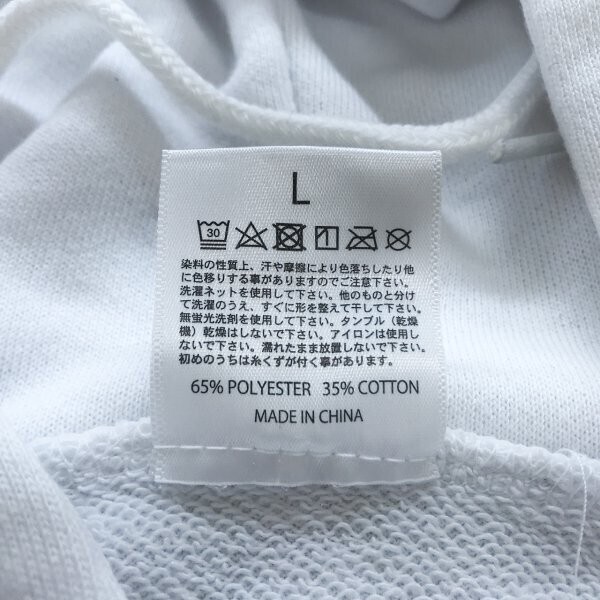 L
30
染料の性質上、汗や摩擦により色落ちしたり他
に色移りする事がありますのでご注意下さい。
洗濯ネットを使用して下さい。他のものと分け
て洗濯のうえ、すぐに形を整えて干して下さい。
無蛍光洗剤を使用して下さい。タンブル（乾燥
機）乾燥はしないで下さい。アイロンは使用し
ないで下さい。濡れたまま放置しないで下さい。
初めのうちは糸くずが付く事があります。
65% POLYESTER 35% COTTON
MADE IN CHINA